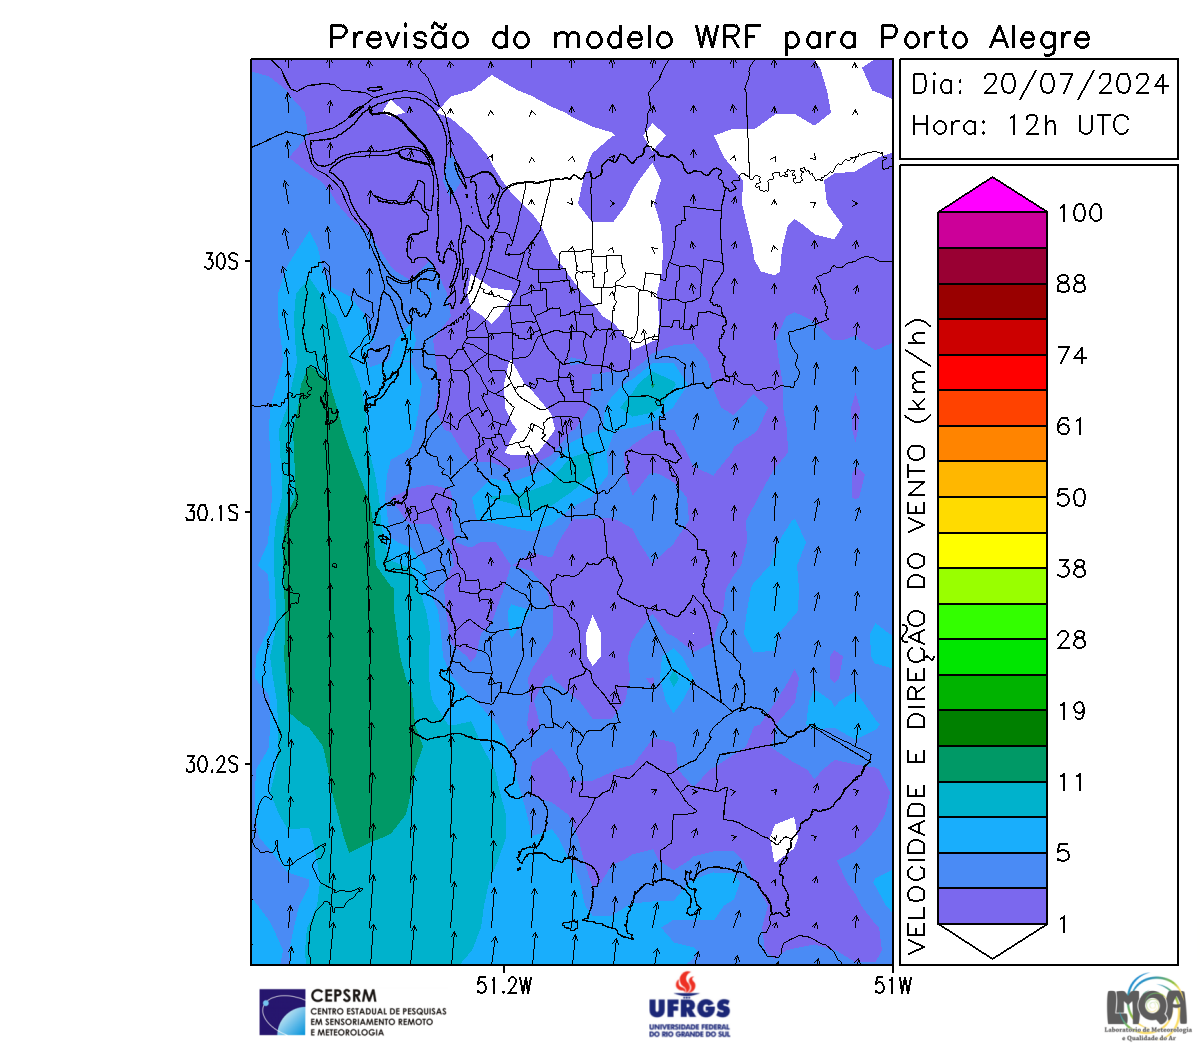 Previsão do modelo WRF para Porto Alegre
Dia: 20/07/2024
Hora: 12h UTC
30S
30.1S
30.2S
51.2W
51W
VELOCIDADE E DIREÇÃO DO VENTO (km/h)
100
88
74
61
50
38
28
19
11
5
1
CEPSRM
CENTRO ESTADUAL DE PESQUISAS
EM SENSORIAMENTO REMOTO
E METEOROLOGIA
UFRGS
UNIVERSIDADE FEDERAL
DO RIO GRANDE DO SUL
LMQA
Laboratório de Meteorologia
e Qualidade do Ar